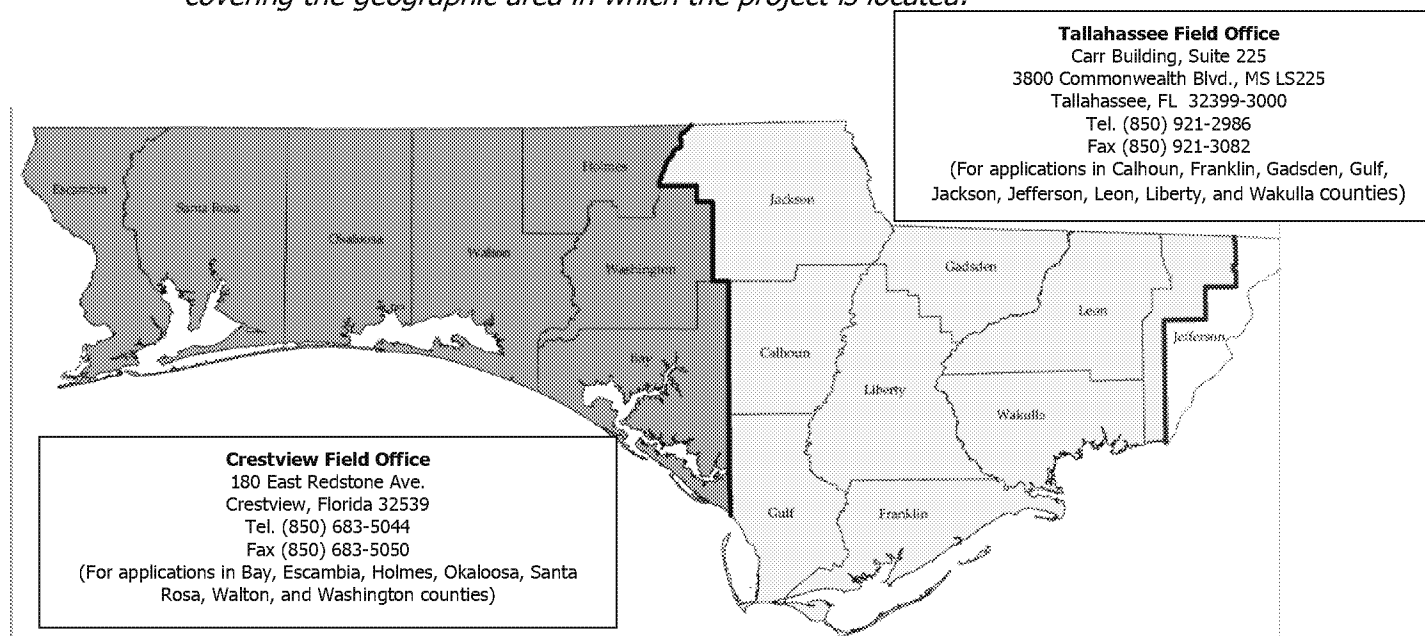 covering the geographic area in which the project is located.
Tallahassee Field Office
Carr Building, Suite 225
3800 Commonwealth Blvd., MS LS225
Tallahassee, FL 32399-3000
Tel. (850) 921-2986
Fax (850) 921-3082
(For applications in Calhoun, Franklin, Gadsden, Gulf,
Jackson, Jefferson, Leon, Liberty, and Wakulla counties)
Escambia
Santa Rosa
Okaloosa
Walton
Holmes
Washington
Bay
Jackson
Calhoun
Gulf
Gadsden
Liberty
Franklin
Leon
Wakulla
Jefferson
Crestview Field Office
180 East Redstone Ave.
Crestview, Florida 32539
Tel. (850) 683-5044
Fax (850) 683-5050
(For applications in Bay, Escambia, Holmes, Okaloosa, Santa
Rosa, Walton, and Washington counties)